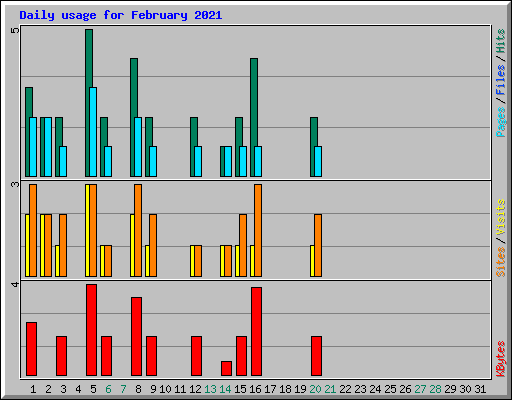 Daily usage for February 2021
5
3
4
Pages / Files / Hits
Sites / Visits
KBytes
1 2 3 4 5 6 7 8 9 10 11 12 13 14 15 16 17 18 19 20 21 22 23 24 25 26 27 28 29 30 31